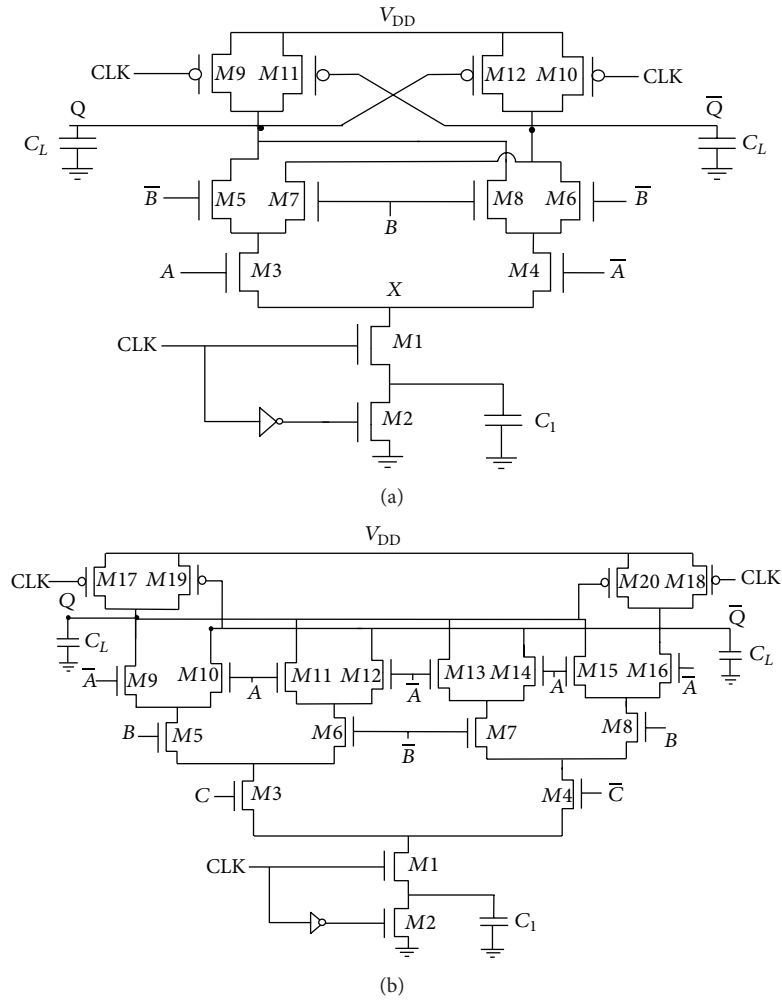 V_DD
CLK M9 M11 M12 M10 CLK
Q Q̅
C_L C_L
B̅ M5 M7 B M8 M6 B̅
A M3 M4 A̅
X
CLK M1
M2 C_1
(a)
V_DD
CLK M17 M19 M20 M18 CLK
Q Q̅
C_L C_L
A̅ M9 M10 A M11 M12 A̅ M13 M14 A M15 M16 A̅
B M5 M6 B̅ M7 M8 B
C M3 M4 C̅
CLK M1
M2 C_1
(b)